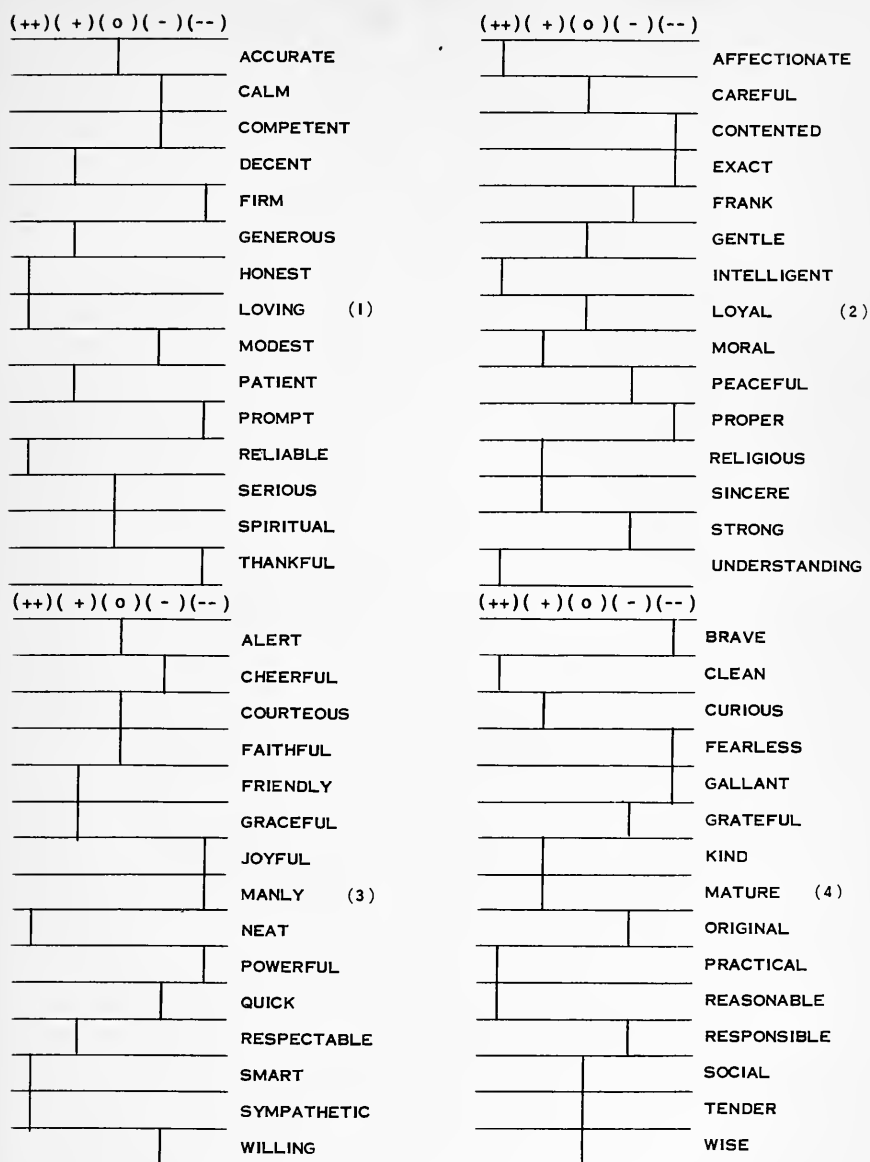 (++)( +)( o )( - )(--)
ACCURATE
CALM
COMPETENT
DECENT
FIRM
GENEROUS
HONEST
LOVING (1)
MODEST
PATIENT
PROMPT
RELIABLE
SERIOUS
SPIRITUAL
THANKFUL
(++)( +)( o )( - )(--)
AFFECTIONATE
CAREFUL
CONTENTED
EXACT
FRANK
GENTLE
INTELLIGENT
LOYAL (2)
MORAL
PEACEFUL
PROPER
RELIGIOUS
SINCERE
STRONG
UNDERSTANDING
(++)( +)( o )( - )(--)
ALERT
CHEERFUL
COURTEOUS
FAITHFUL
FRIENDLY
GRACEFUL
JOYFUL
MANLY (3)
NEAT
POWERFUL
QUICK
RESPECTABLE
SMART
SYMPATHETIC
WILLING
(++)( +)( o )( - )(--)
BRAVE
CLEAN
CURIOUS
FEARLESS
GALLANT
GRATEFUL
KIND
MATURE (4)
ORIGINAL
PRACTICAL
REASONABLE
RESPONSIBLE
SOCIAL
TENDER
WISE